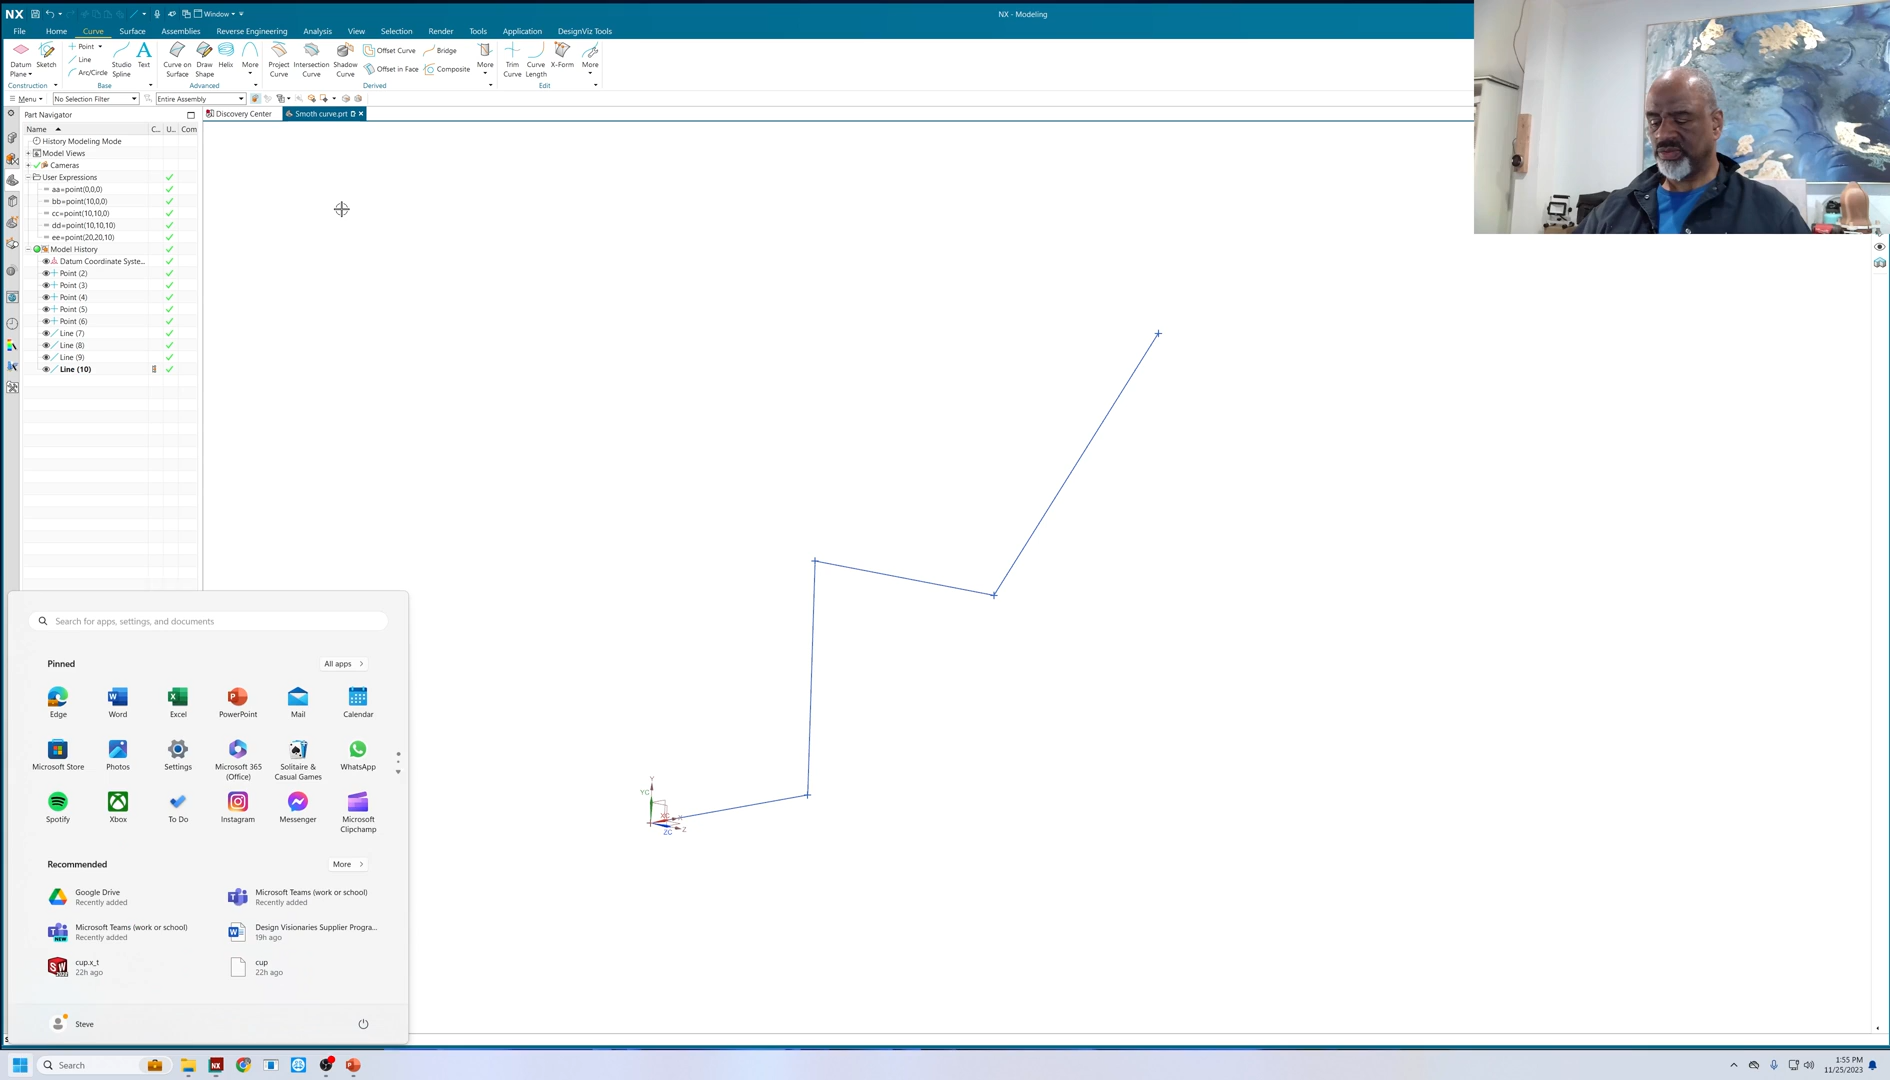 NX
Window
NX - Modeling
File Home Curve Surface Assemblies Reverse Engineering Analysis View Selection Render Tools Application DesignViz Tools
Datum Plane
Sketch
Point
Line
Arc/Circle
Studio Spline
Text
Curve on Surface
Draw Shape
Helix
More
Project Curve
Intersection Curve
Shadow Curve
Offset Curve
Offset in Face
Bridge
Composite
More
Trim Curve
Curve Length
X-Form
More
Construction Base Advanced Derived Edit
Menu No Selection Filter Entire Assembly
Part Navigator
Discovery Center Smoth curve.prt
Name C... U... Com
History Modeling Mode
Model Views
Cameras
User Expressions
aa=point(0,0,0)
bb=point(10,0,0)
cc=point(10,10,0)
dd=point(10,10,10)
ee=point(20,20,10)
Model History
Datum Coordinate Syste...
Point (2)
Point (3)
Point (4)
Point (5)
Point (6)
Line (7)
Line (8)
Line (9)
Line (10)
Y
YC
XC
ZC
Z
Search for apps, settings, and documents
Pinned All apps
Edge Word Excel PowerPoint Mail Calendar
Microsoft Store Photos Settings Microsoft 365 (Office) Solitaire & Casual Games WhatsApp
Spotify Xbox To Do Instagram Messenger Microsoft Clipchamp
Recommended More
Google Drive
Recently added
Microsoft Teams (work or school)
Recently added
Microsoft Teams (work or school)
Recently added
Design Visionaries Supplier Progra...
19h ago
cup.x_t
22h ago
cup
22h ago
Steve
Search
1:55 PM
11/25/2023